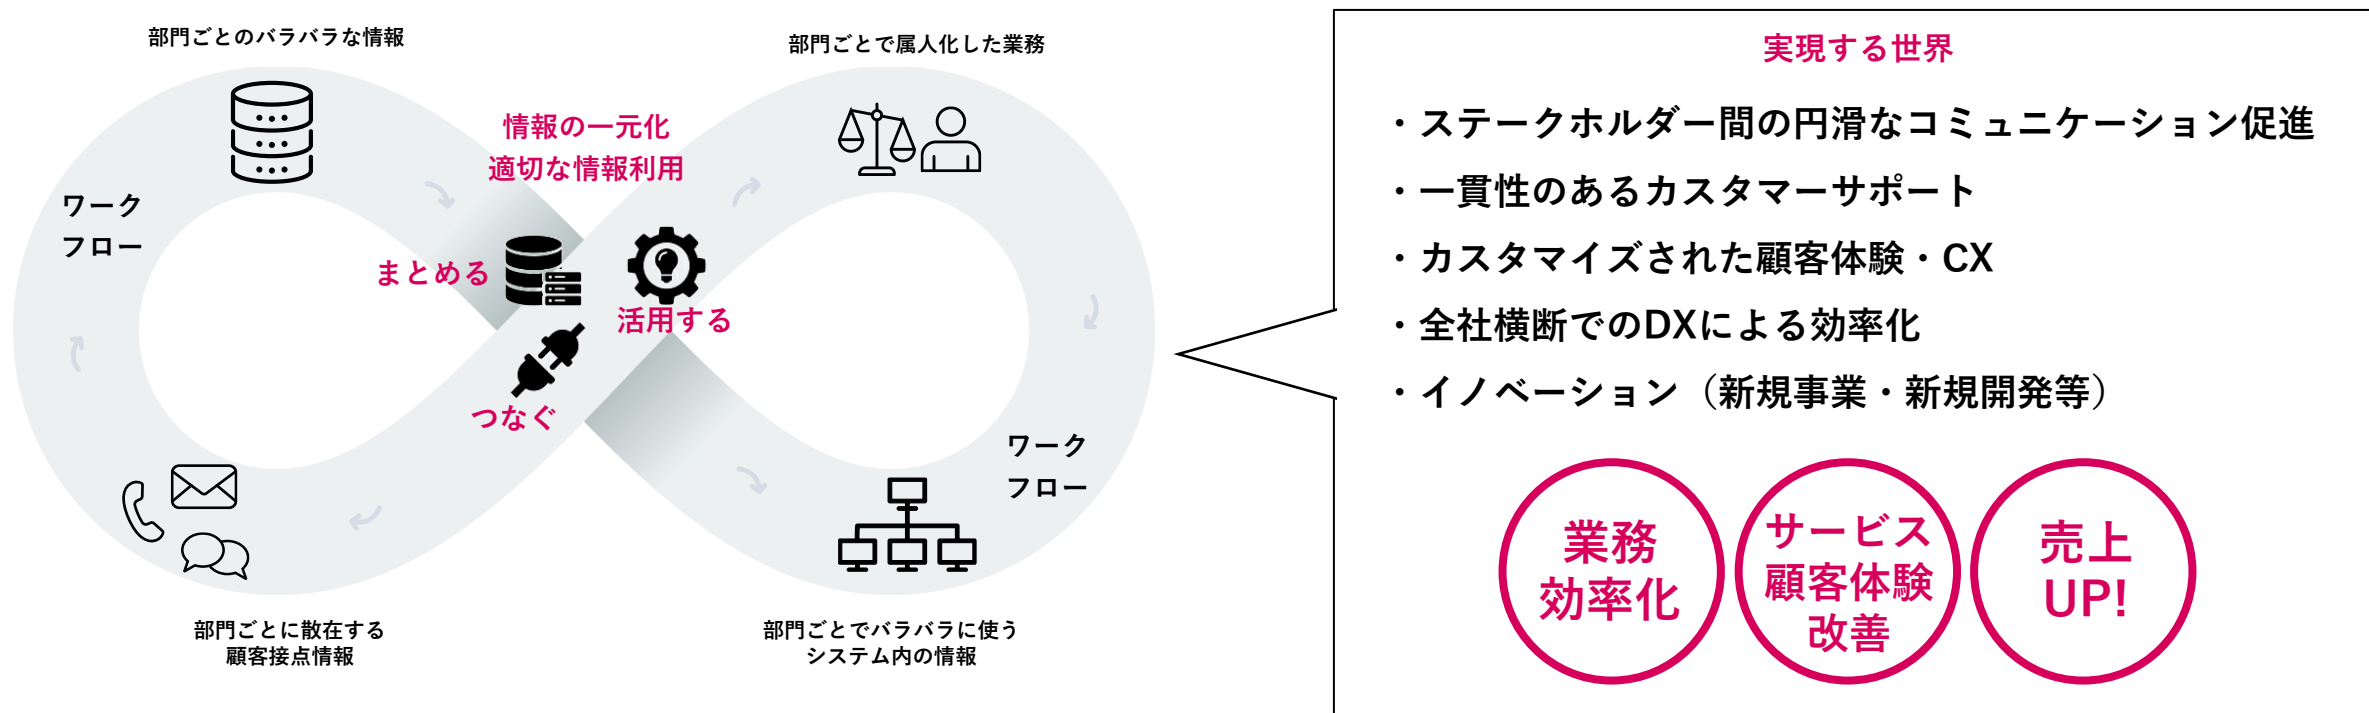 部門ごとのバラバラな情報
部門ごとで属人化した業務
情報の一元化
適切な情報利用
ワーク
フロー
まとめる
活用する
つなぐ
ワーク
フロー
部門ごとに散在する
顧客接点情報
部門ごとでバラバラに使う
システム内の情報
実現する世界
・ステークホルダー間の円滑なコミュニケーション促進
・一貫性のあるカスタマーサポート
・カスタマイズされた顧客体験・CX
・全社横断でのDXによる効率化
・イノベーション（新規事業・新規開発等）
業務
効率化
サービス
顧客体験
改善
売上
UP!